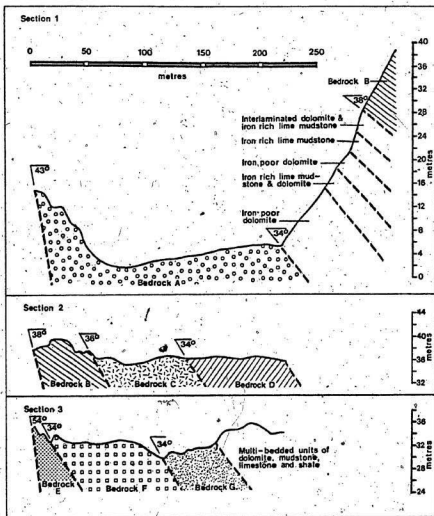 Section 1
0 50 100 150 200 250
metres
40
36
32
28
24
20
16
12
8
4
0
metres
Bedrock B
38°
Interlaminated dolomite &
iron rich lime mudstone
Iron rich lime mudstone
Iron poor dolomite
Iron rich lime mud-
stone & dolomite
Iron poor
dolomite
43°
34°
Bedrock A
Section 2
44
40
36
32
metres
38°
36°
34°
Bedrock B
Bedrock C
Bedrock D
Section 3
36
32
28
24
metres
54°
34°
34°
Bedrock
E
Bedrock F
Bedrock G
Multi-bedded units of
dolomite, mudstone,
limestone and shale